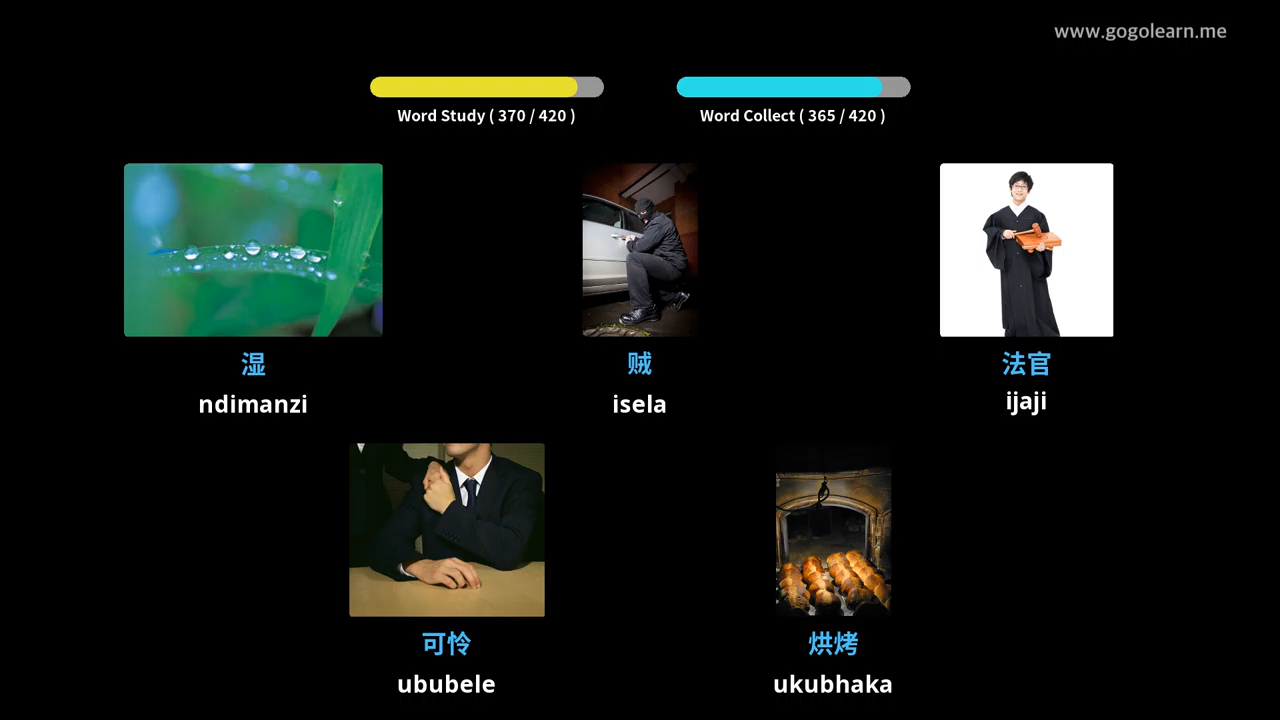 www.gogolearn.me
Word Study ( 370 / 420 )
Word Collect ( 365 / 420 )
湿
ndimanzi
贼
isela
法官
ijaji
可怜
ububele
烘烤
ukubhaka